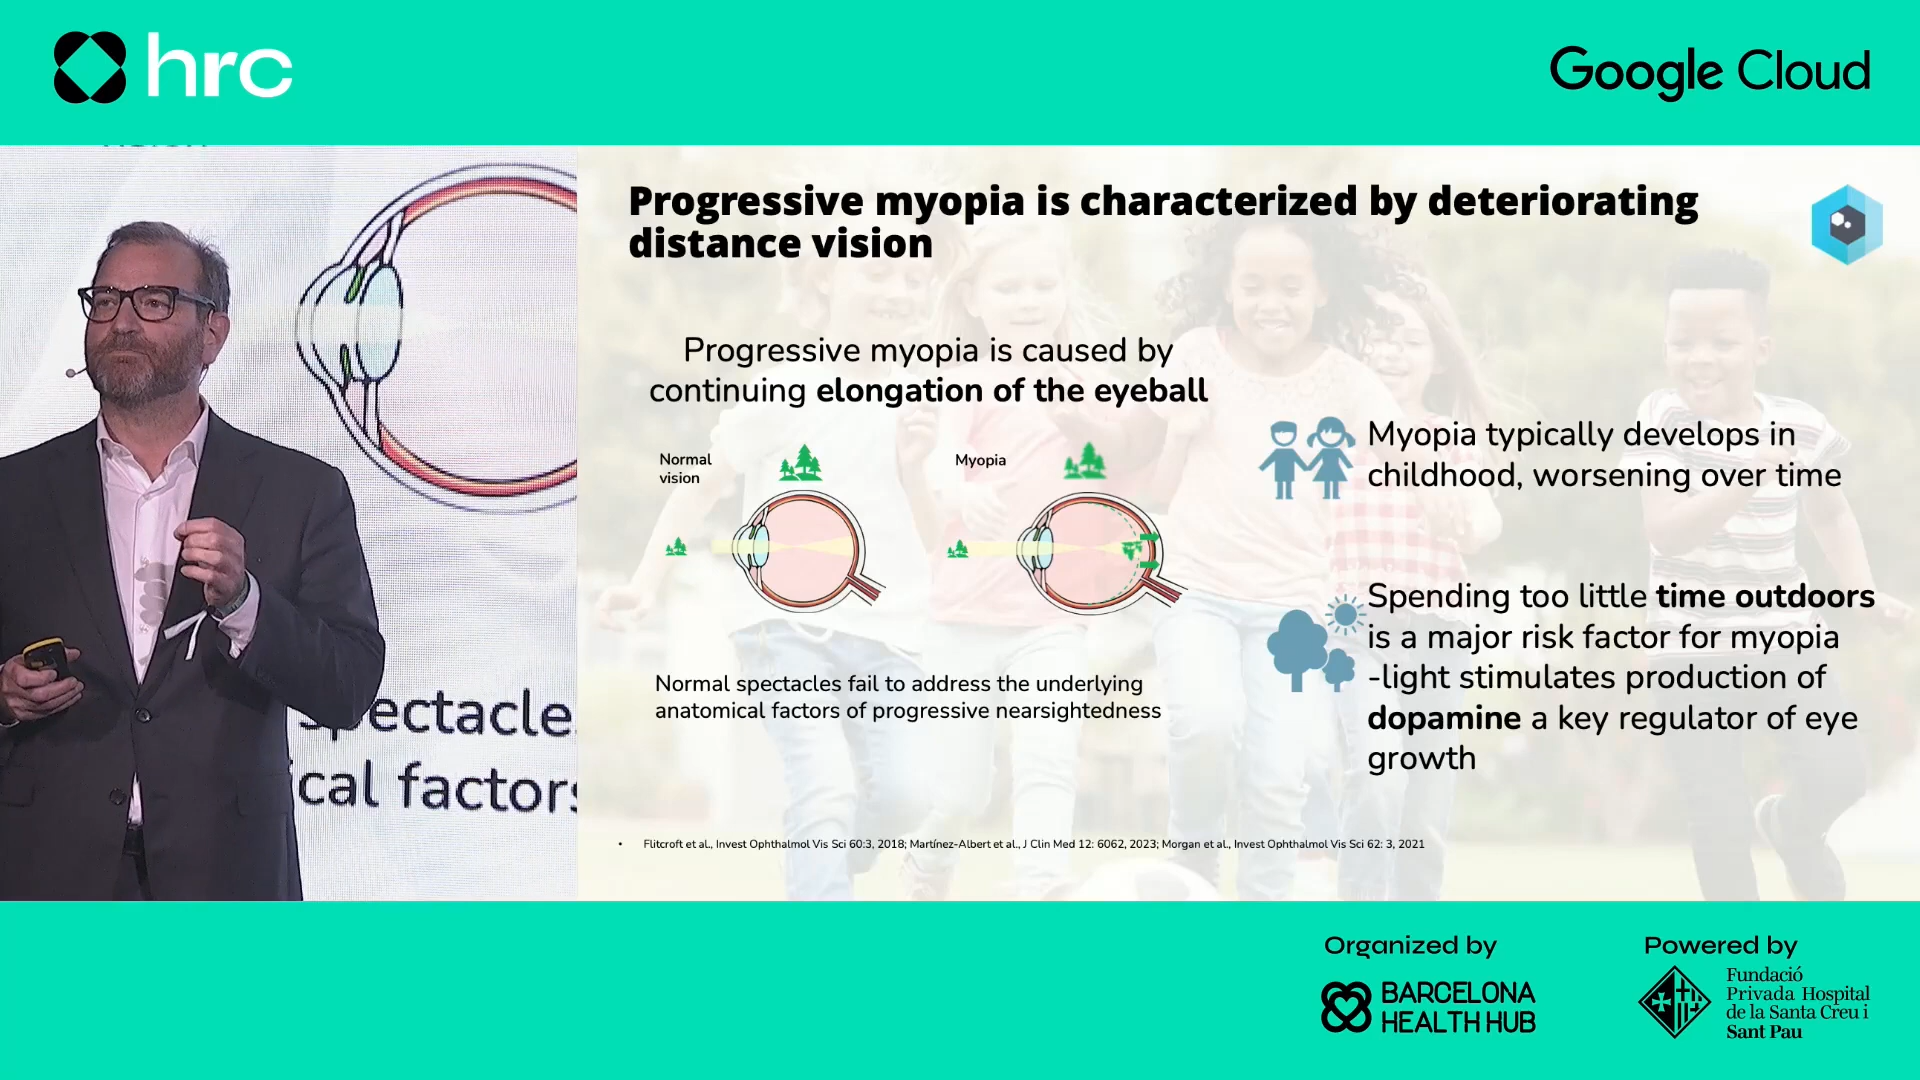 hrc
Google Cloud
Progressive myopia is characterized by deteriorating
distance vision
Progressive myopia is caused by
continuing elongation of the eyeball
Normal
vision
Myopia
Normal spectacles fail to address the underlying
anatomical factors of progressive nearsightedness
Myopia typically develops in
childhood, worsening over time
Spending too little time outdoors
is a major risk factor for myopia
-light stimulates production of
dopamine a key regulator of eye
growth
• Flitcroft et al., Invest Ophthalmol Vis Sci 60:3, 2018; Martínez-Albert et al., J Clin Med 12: 6062, 2023; Morgan et al., Invest Ophthalmol Vis Sci 62: 3, 2021
spectacle
ical factors
Organized by
BARCELONA
HEALTH HUB
Powered by
Fundació
Privada Hospital
de la Santa Creu i
Sant Pau